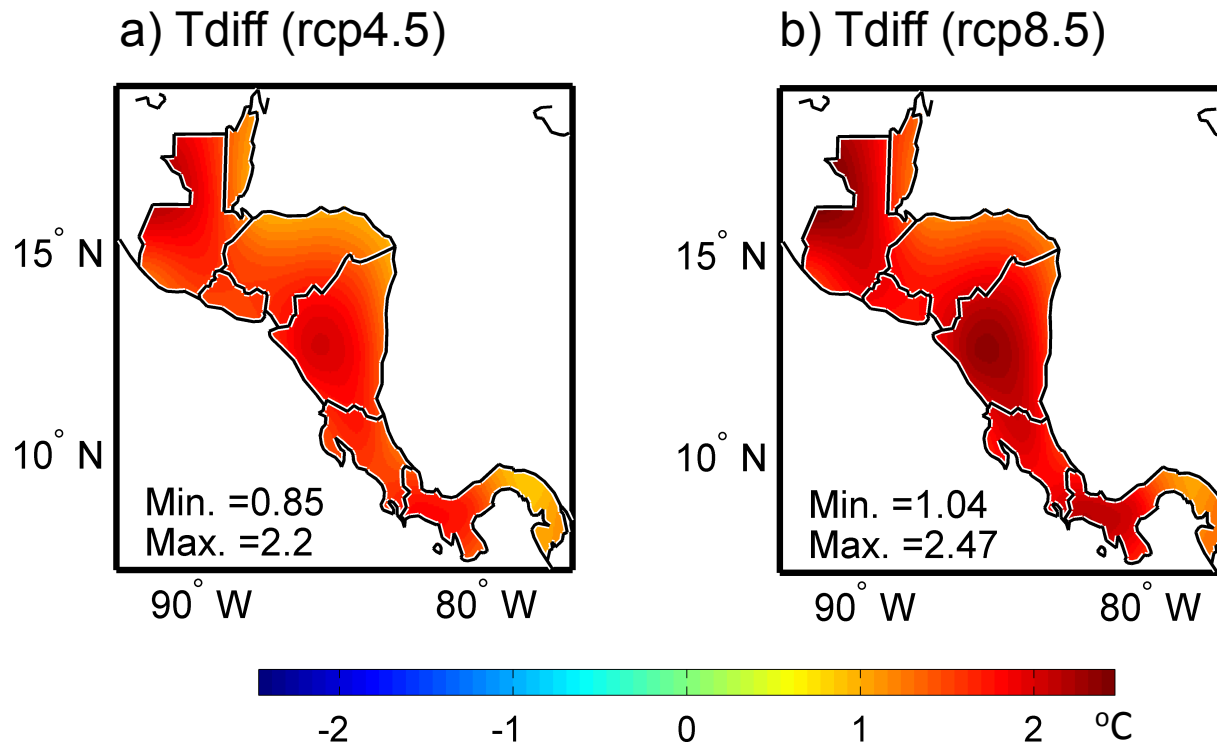 a) Tdiff (rcp4.5)
b) Tdiff (rcp8.5)
15° N
10° N
Min. =0.85
Max. =2.2
90° W
80° W
15° N
10° N
Min. =1.04
Max. =2.47
90° W
80° W
-2
-1
0
1
2
ºC